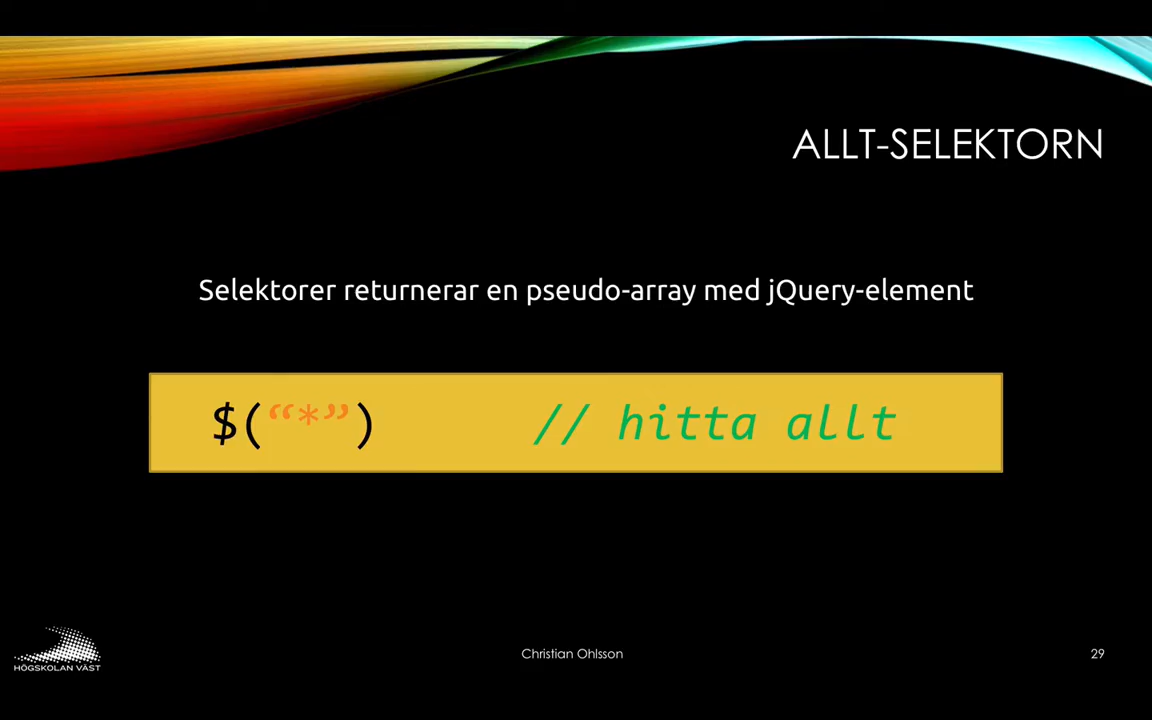 ALLT-SELEKTORN
Selektorer returnerar en pseudo-array med jQuery-element
$(“*”) // hitta allt
HÖGSKOLAN VÄST
Christian Ohlsson
29